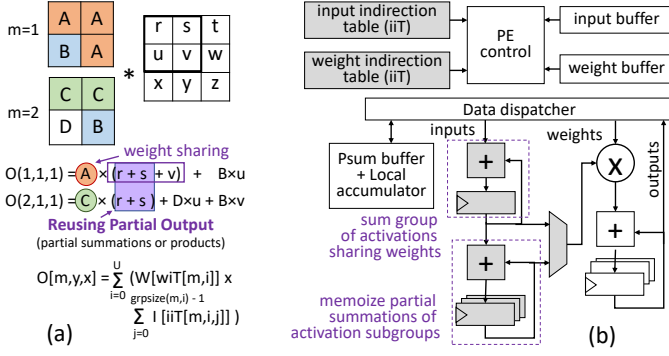 m=1
A A
B A
r s t
u v w
x y z
*
m=2
C C
D B
weight sharing
O(1,1,1) = A × (r + s + v) + B×u
O(2,1,1) = C × (r + s ) + D×u + B×v
Reusing Partial Output
(partial summations or products)
O[m,y,x] = U ∑ i=0 (W[wiT[m,i]] x
grpsize(m,i) - 1 ∑ j=0 I [iiT[m,i,j]] )
(a)
input indirection
table (iiT)
weight indirection
table (iiT)
PE
control
input buffer
weight buffer
Data dispatcher
inputs
weights
outputs
Psum buffer
+ Local
accumulator
+
X
+
sum group
of activations
sharing weights
+
memoize partial
summations of
activation subgroups
(b)